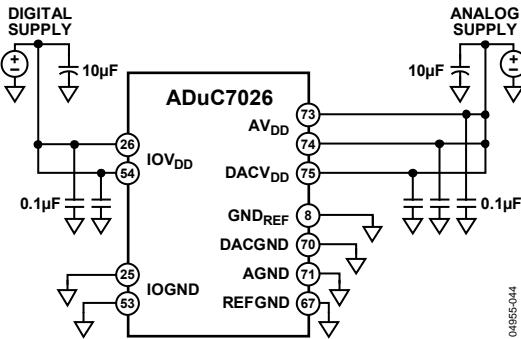 DIGITAL
SUPPLY
ANALOG
SUPPLY
+
10µF
10µF
+
ADuC7026
73
26
AVDD
74
IOVDD
54
DACVDD
75
0.1µF
0.1µF
GNDREF
8
DACGND
70
25
AGND
71
IOGND
53
REFGND
67
04955-044